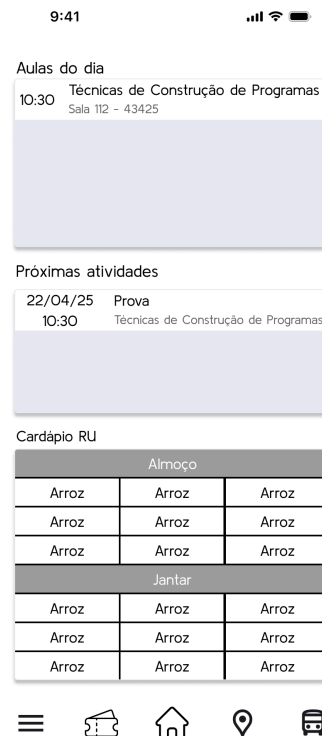 9:41
Aulas do dia
10:30 Técnicas de Construção de Programas
Sala 112 - 43425
Próximas atividades
22/04/25 Prova
10:30 Técnicas de Construção de Programas
Cardápio RU
Almoço
Arroz Arroz Arroz
Arroz Arroz Arroz
Arroz Arroz Arroz
Jantar
Arroz Arroz Arroz
Arroz Arroz Arroz
Arroz Arroz Arroz